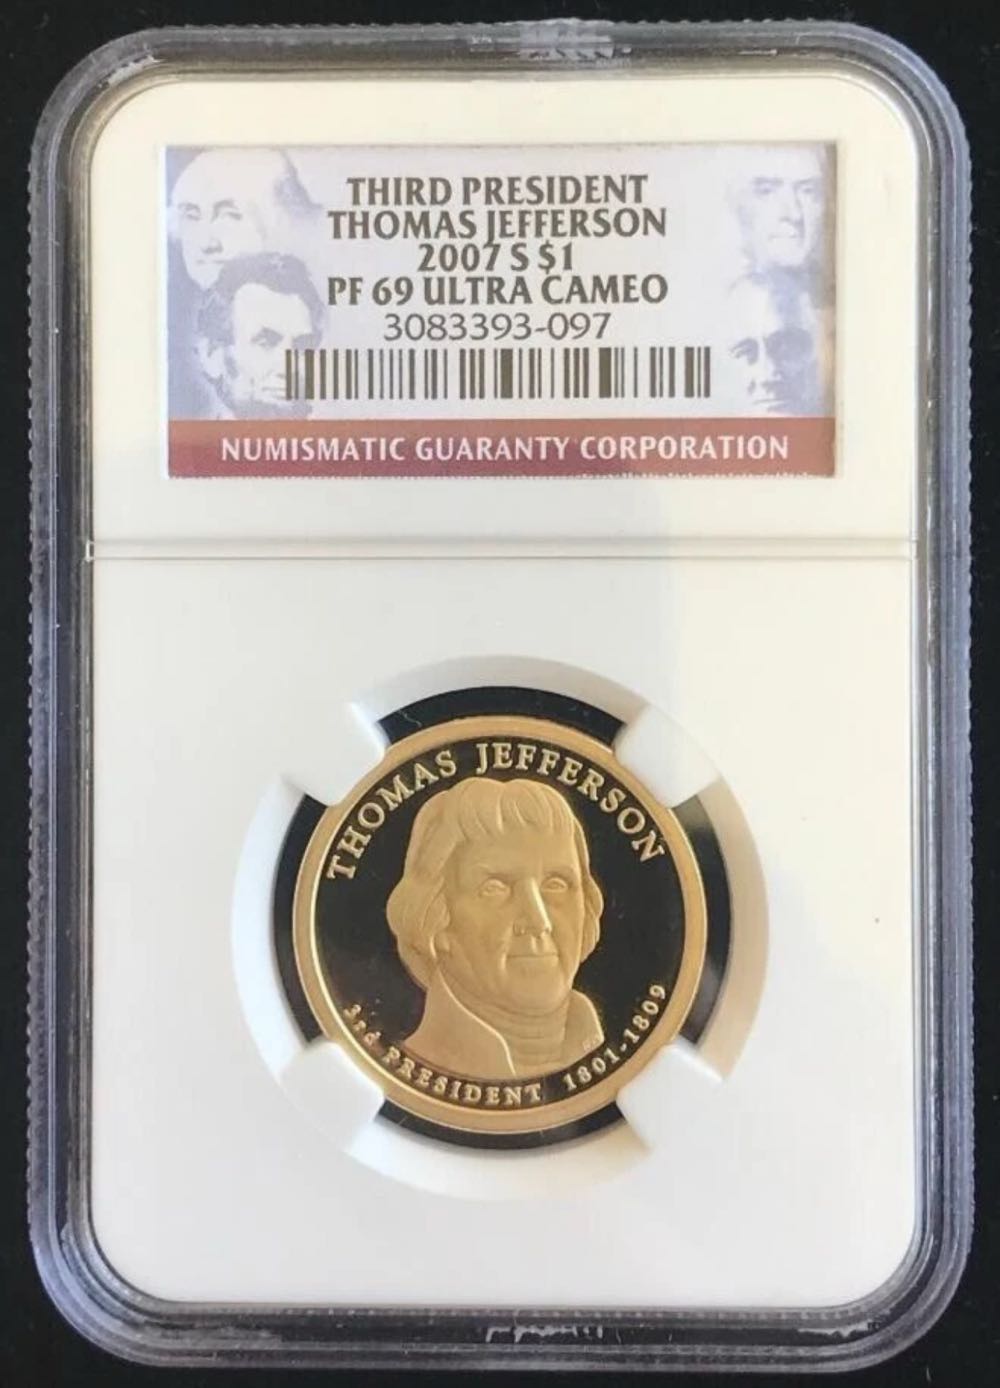 THIRD PRESIDENT
THOMAS JEFFERSON
2007 S $1
PF 69 ULTRA CAMEO
3083393-097
NUMISMATIC GUARANTY CORPORATION
THOMAS JEFFERSON
3rd PRESIDENT 1801-1809